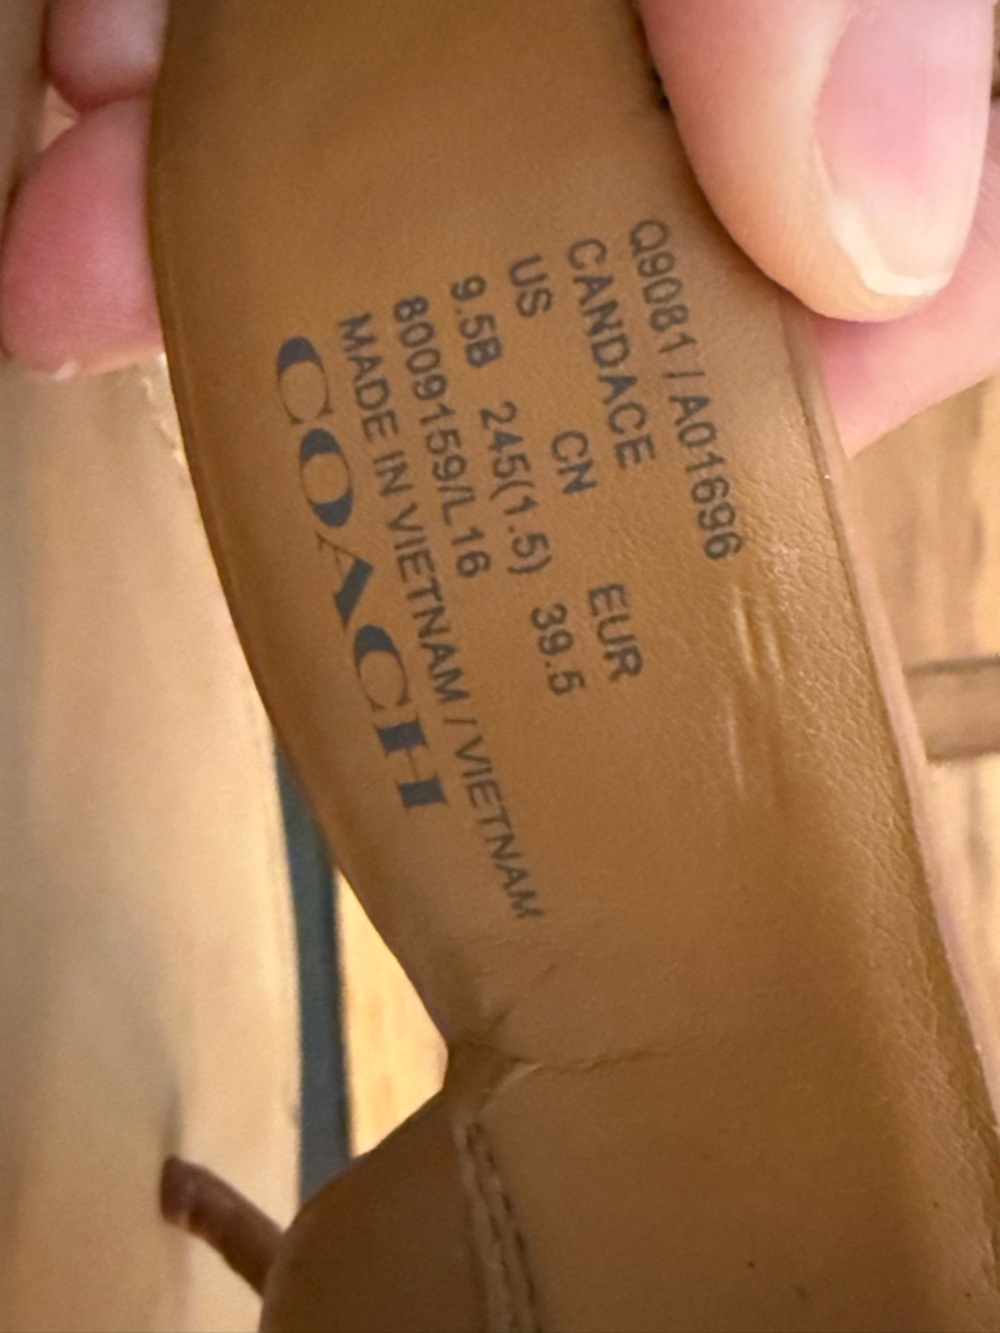 Q9081 / A01696
CANDACE
US CN EUR
9.5B 245(1.5) 39.5
8009159/L16
MADE IN VIETNAM / VIETNAM
COACH